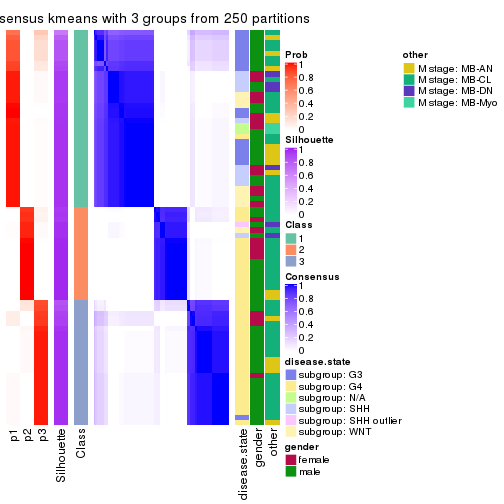 sensus kmeans with 3 groups from 250 partitions
Prob
1
0.8
0.6
0.4
0.2
0
Silhouette
1
0.8
0.6
0.4
0.2
0
Class
1
2
3
Consensus
1
0.8
0.6
0.4
0.2
0
disease.state
subgroup: G3
subgroup: G4
subgroup: N/A
subgroup: SHH
subgroup: SHH outlier
subgroup: WNT
gender
female
male
other
M stage: MB-AN
M stage: MB-CL
M stage: MB-DN
M stage: MB-Myo
p1
p2
p3
Silhouette
Class
disease.state
gender
other